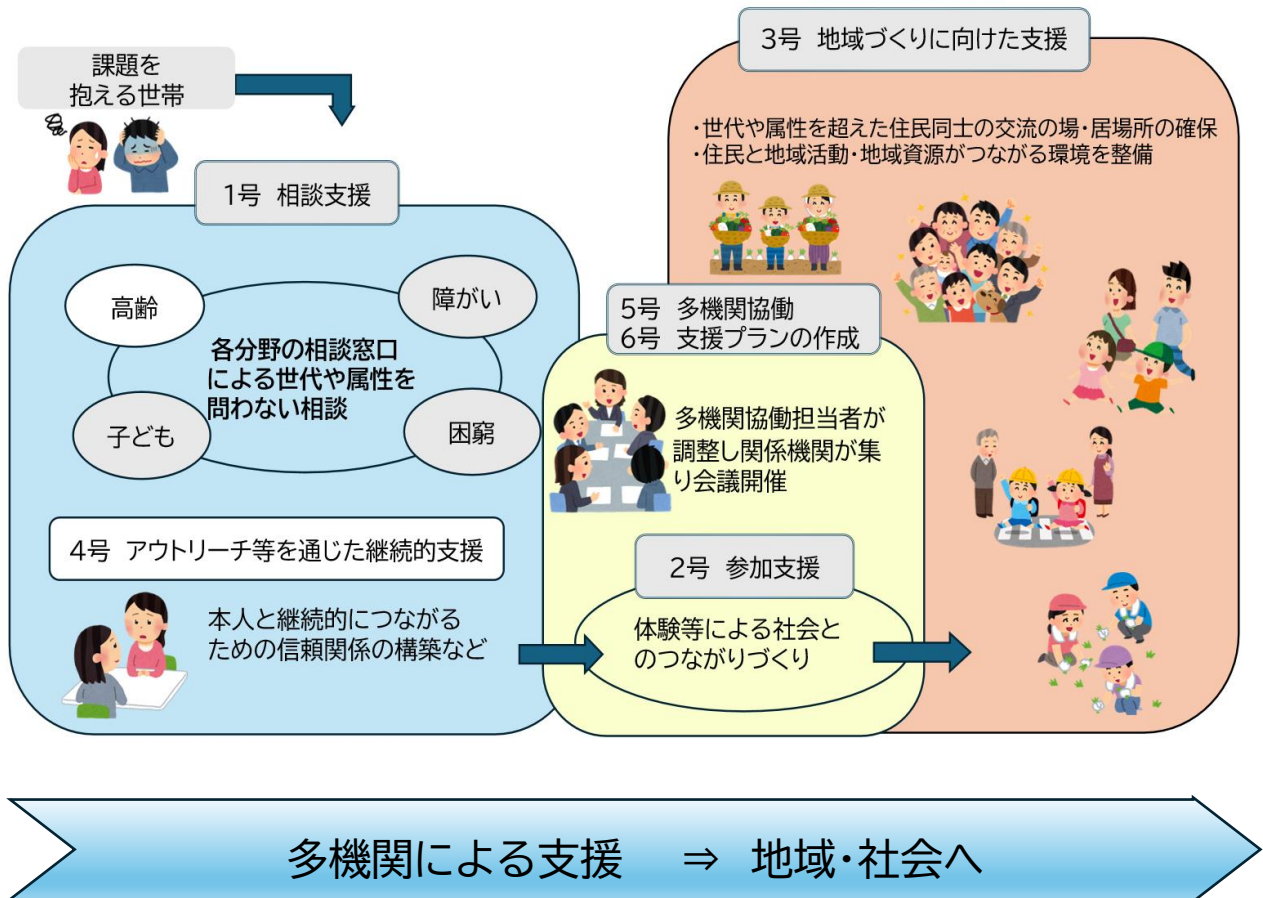 課題を
抱える世帯
1号 相談支援
高齢
障がい
各分野の相談窓口
による世代や属性を
問わない相談
子ども
困窮
4号 アウトリーチ等を通じた継続的支援
本人と継続的につながる
ための信頼関係の構築など
5号 多機関協働
6号 支援プランの作成
多機関協働担当者が
調整し関係機関が集
り会議開催
2号 参加支援
体験等による社会と
のつながりづくり
3号 地域づくりに向けた支援
・世代や属性を超えた住民同士の交流の場・居場所の確保
・住民と地域活動・地域資源がつながる環境を整備
多機関による支援 ⇒ 地域・社会へ